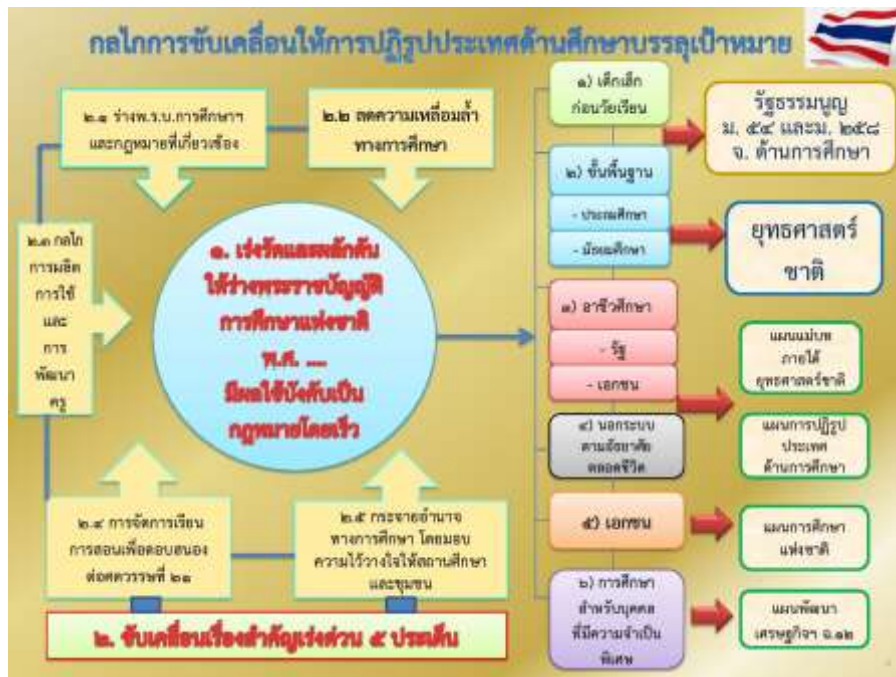 กลไกการขับเคลื่อนให้การปฏิรูปประเทศด้านศึกษาบรรลุเป้าหมาย
๒.๑ ร่างพ.ร.บ.การศึกษาฯ
และกฎหมายที่เกี่ยวข้อง
๒.๒ ลดความเหลื่อมล้ำ
ทางการศึกษา
๒.๓ กลไก
การผลิต
การใช้
และ
การ
พัฒนา
ครู
๑. เร่งรัดและผลักดัน
ให้ร่างพระราชบัญญัติ
การศึกษาแห่งชาติ
พ.ศ. ....
มีผลใช้บังคับเป็น
กฎหมายโดยเร็ว
๒.๔ การจัดการเรียน
การสอนเพื่อตอบสนอง
ต่อศตวรรษที่ ๒๑
๒.๕ กระจายอำนาจ
ทางการศึกษา โดยมอบ
ความไว้วางใจให้สถานศึกษา
และชุมชน
๒. ขับเคลื่อนเรื่องสำคัญเร่งด่วน ๕ ประเด็น
๑) เด็กเล็ก
ก่อนวัยเรียน
๒) ขั้นพื้นฐาน
- ประถมศึกษา
- มัธยมศึกษา
๓) อาชีวศึกษา
- รัฐ
- เอกชน
๔) นอกระบบ
ตามอัธยาศัย
ตลอดชีวิต
๕) เอกชน
๖) การศึกษา
สำหรับบุคคล
ที่มีความจำเป็น
พิเศษ
รัฐธรรมนูญ
ม. ๕๔ และม. ๒๕๘
จ. ด้านการศึกษา
ยุทธศาสตร์
ชาติ
แผนแม่บท
ภายใต้
ยุทธศาสตร์ชาติ
แผนการปฏิรูป
ประเทศ
ด้านการศึกษา
แผนการศึกษา
แห่งชาติ
แผนพัฒนา
เศรษฐกิจฯ ฉ.๑๒